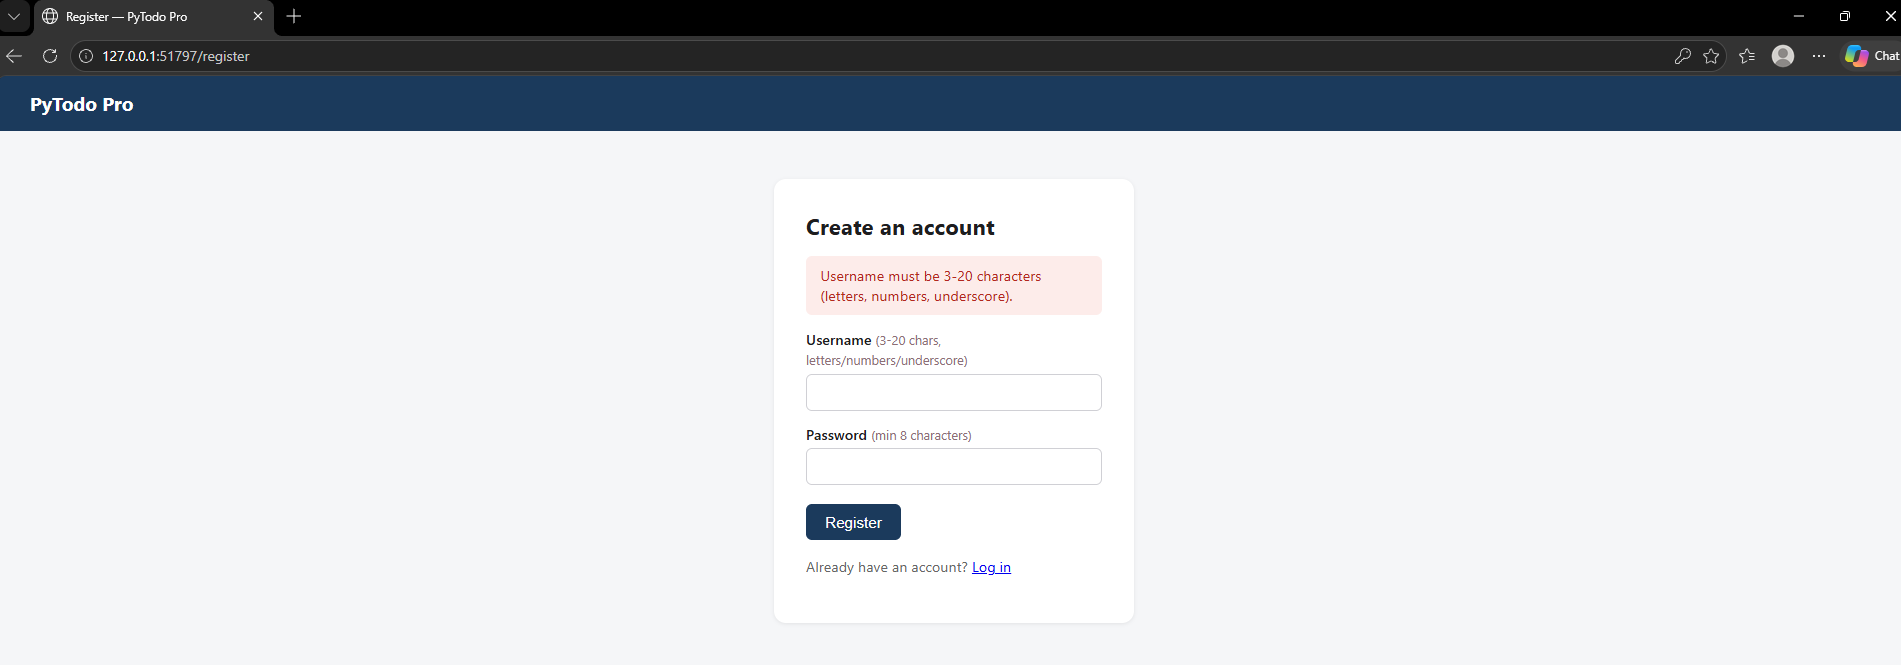 Register — PyTodo Pro
127.0.0.1:51797/register
Chat
PyTodo Pro
Create an account
Username must be 3-20 characters
(letters, numbers, underscore).
Username (3-20 chars,
letters/numbers/underscore)
Password (min 8 characters)
Register
Already have an account? Log in